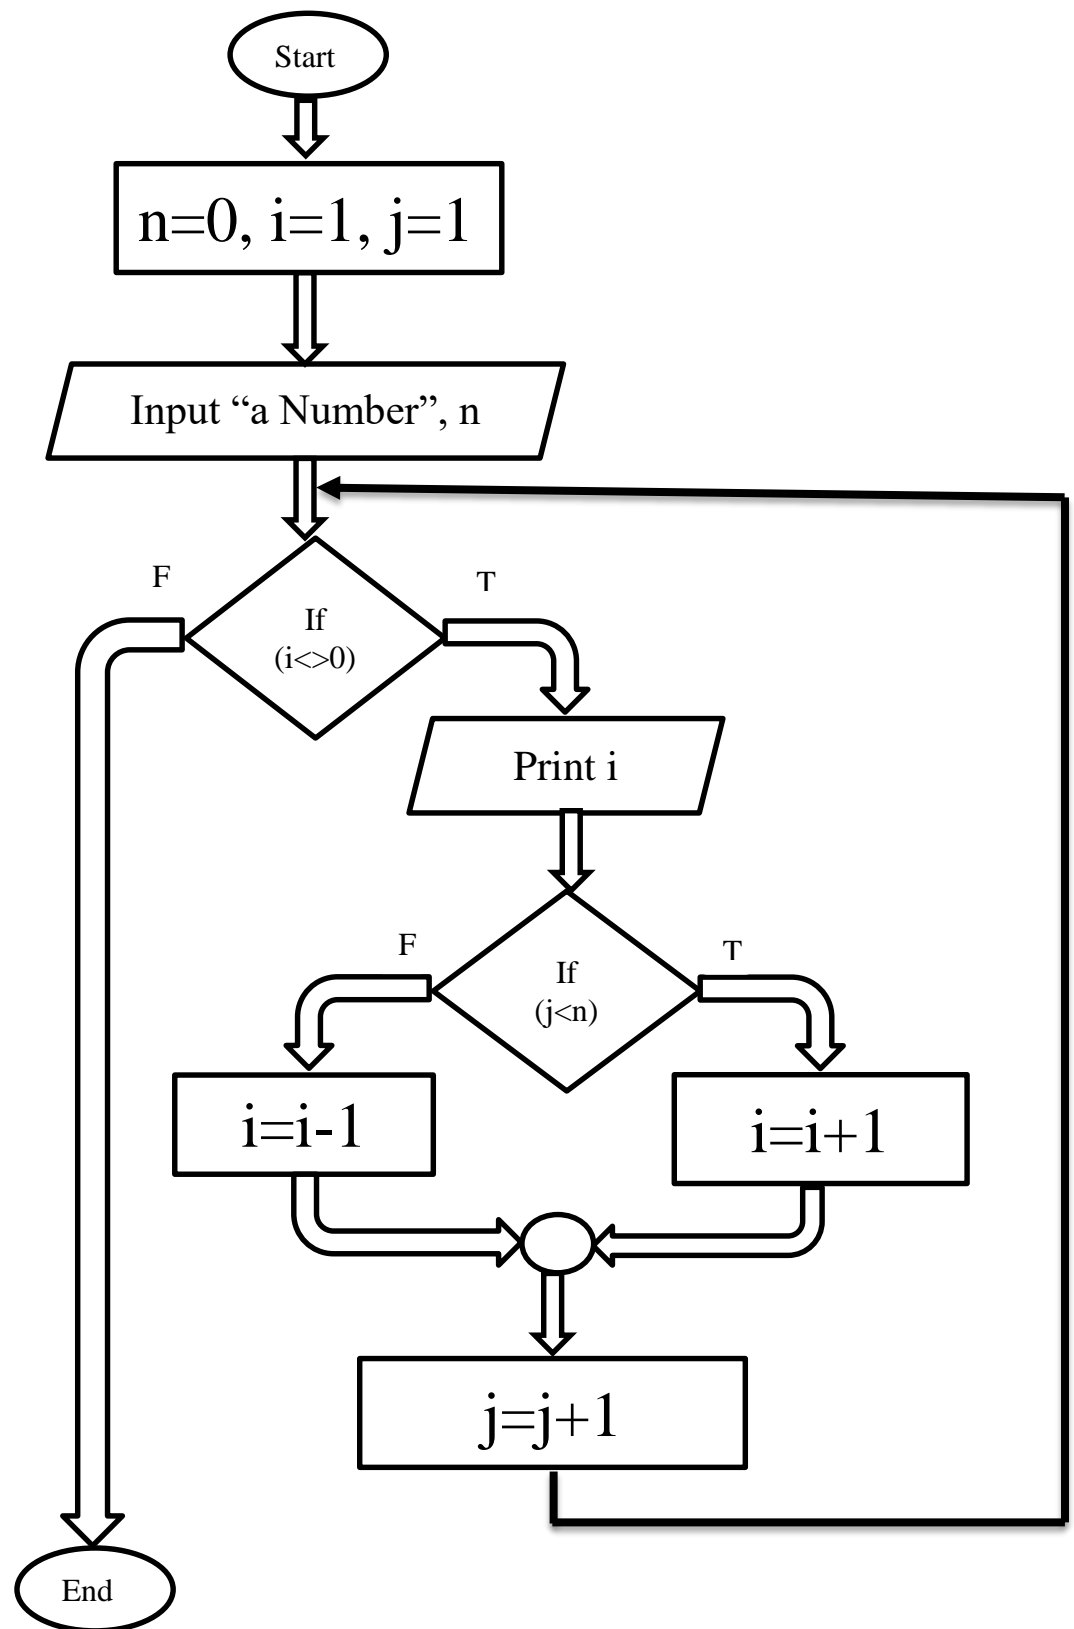 Start
n=0, i=1, j=1
Input “a Number”, n
F
T
If
(i<>0)
Print i
F
T
If
(j<n)
i=i-1
i=i+1
j=j+1
End